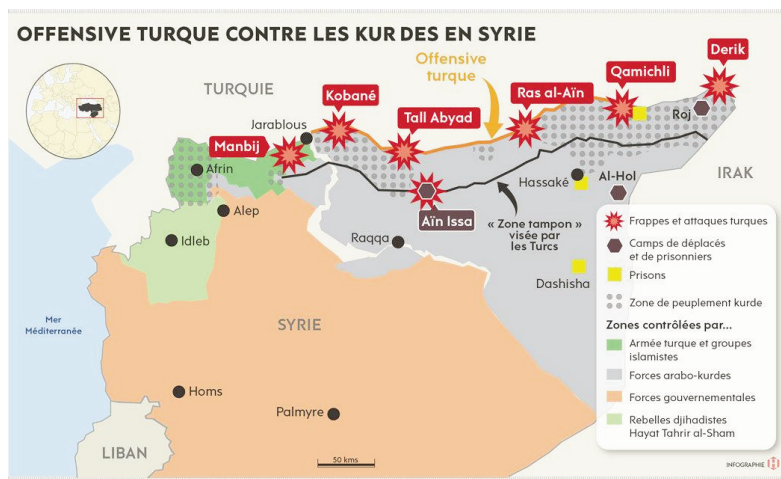 OFFENSIVE TURQUE CONTRE LES KURDES EN SYRIE
Offensive
turque
Derik
Qamichli
TURQUIE
Kobané
Ras al-Aïn
Tall Abyad
Roj
Jarablous
Manbij
Afrin
IRAK
Hassaké
Al-Hol
Alep
Aïn Issa
« Zone tampon »
visée par
les Turcs
Idleb
Raqqa
Dashisha
Mer
Méditerranée
SYRIE
Homs
Palmyre
LIBAN
50 kms
Frappes et attaques turques
Camps de déplacés
et de prisonniers
Prisons
Zone de peuplement kurde
Zones contrôlées par...
Armée turque et groupes
islamistes
Forces arabo-kurdes
Forces gouvernementales
Rebelles djihadistes
Hayat Tahrir al-Sham
INFOGRAPHIE